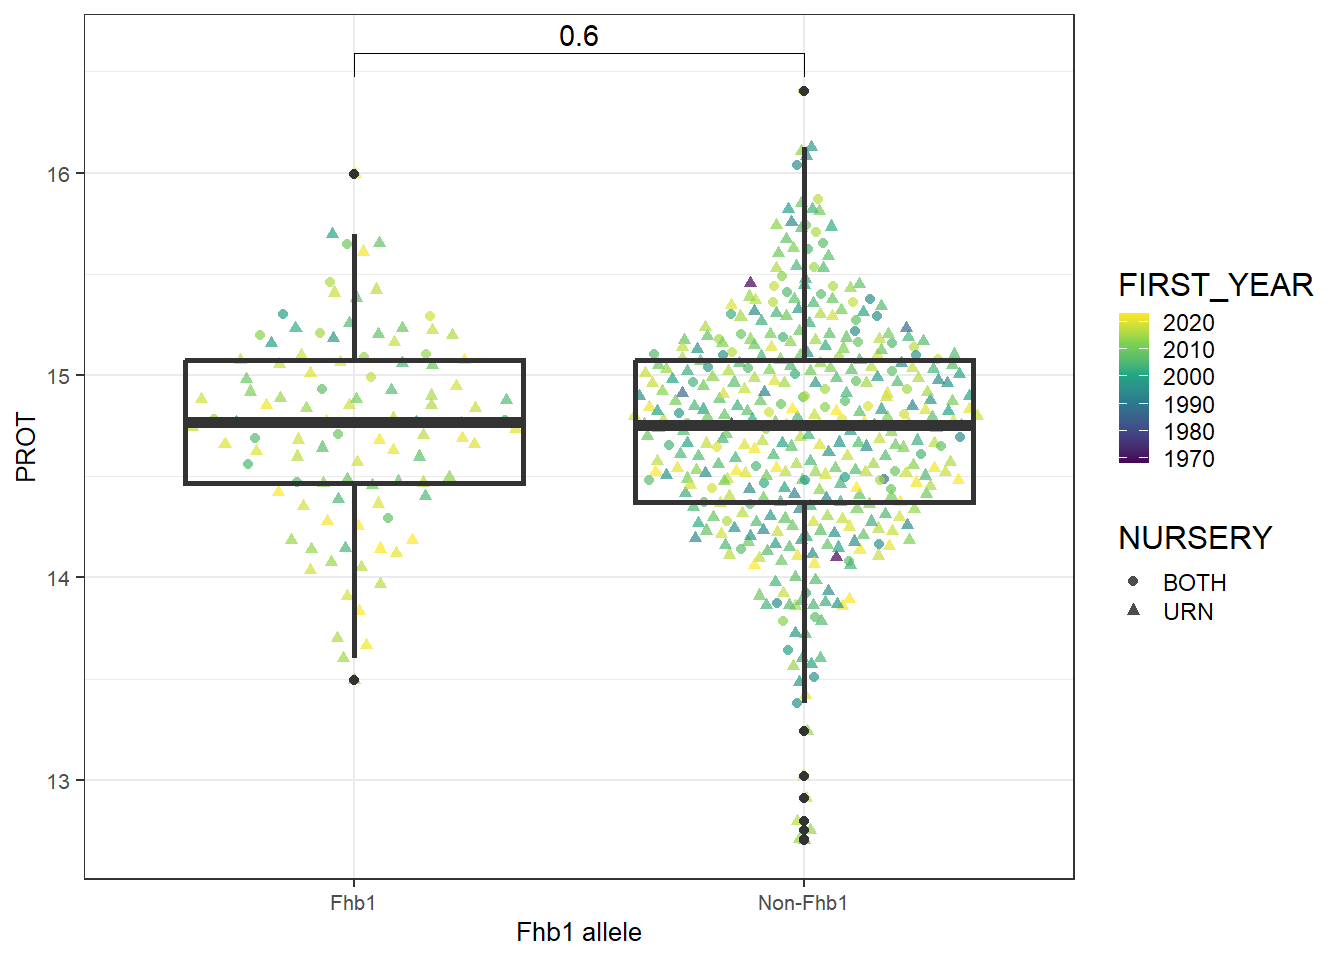 0.6
16
15
14
13
PROT
Fhb1
Non-Fhb1
Fhb1 allele
FIRST_YEAR
2020
2010
2000
1990
1980
1970
NURSERY
BOTH
URN